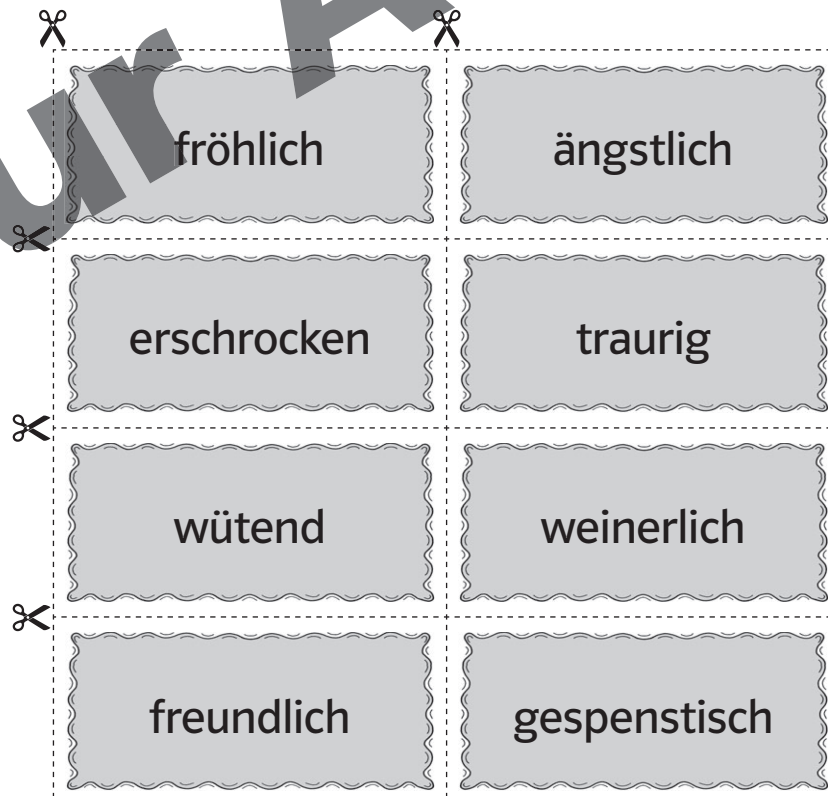 fröhlich
ängstlich
erschrocken
traurig
wütend
weinerlich
freundlich
gespenstisch